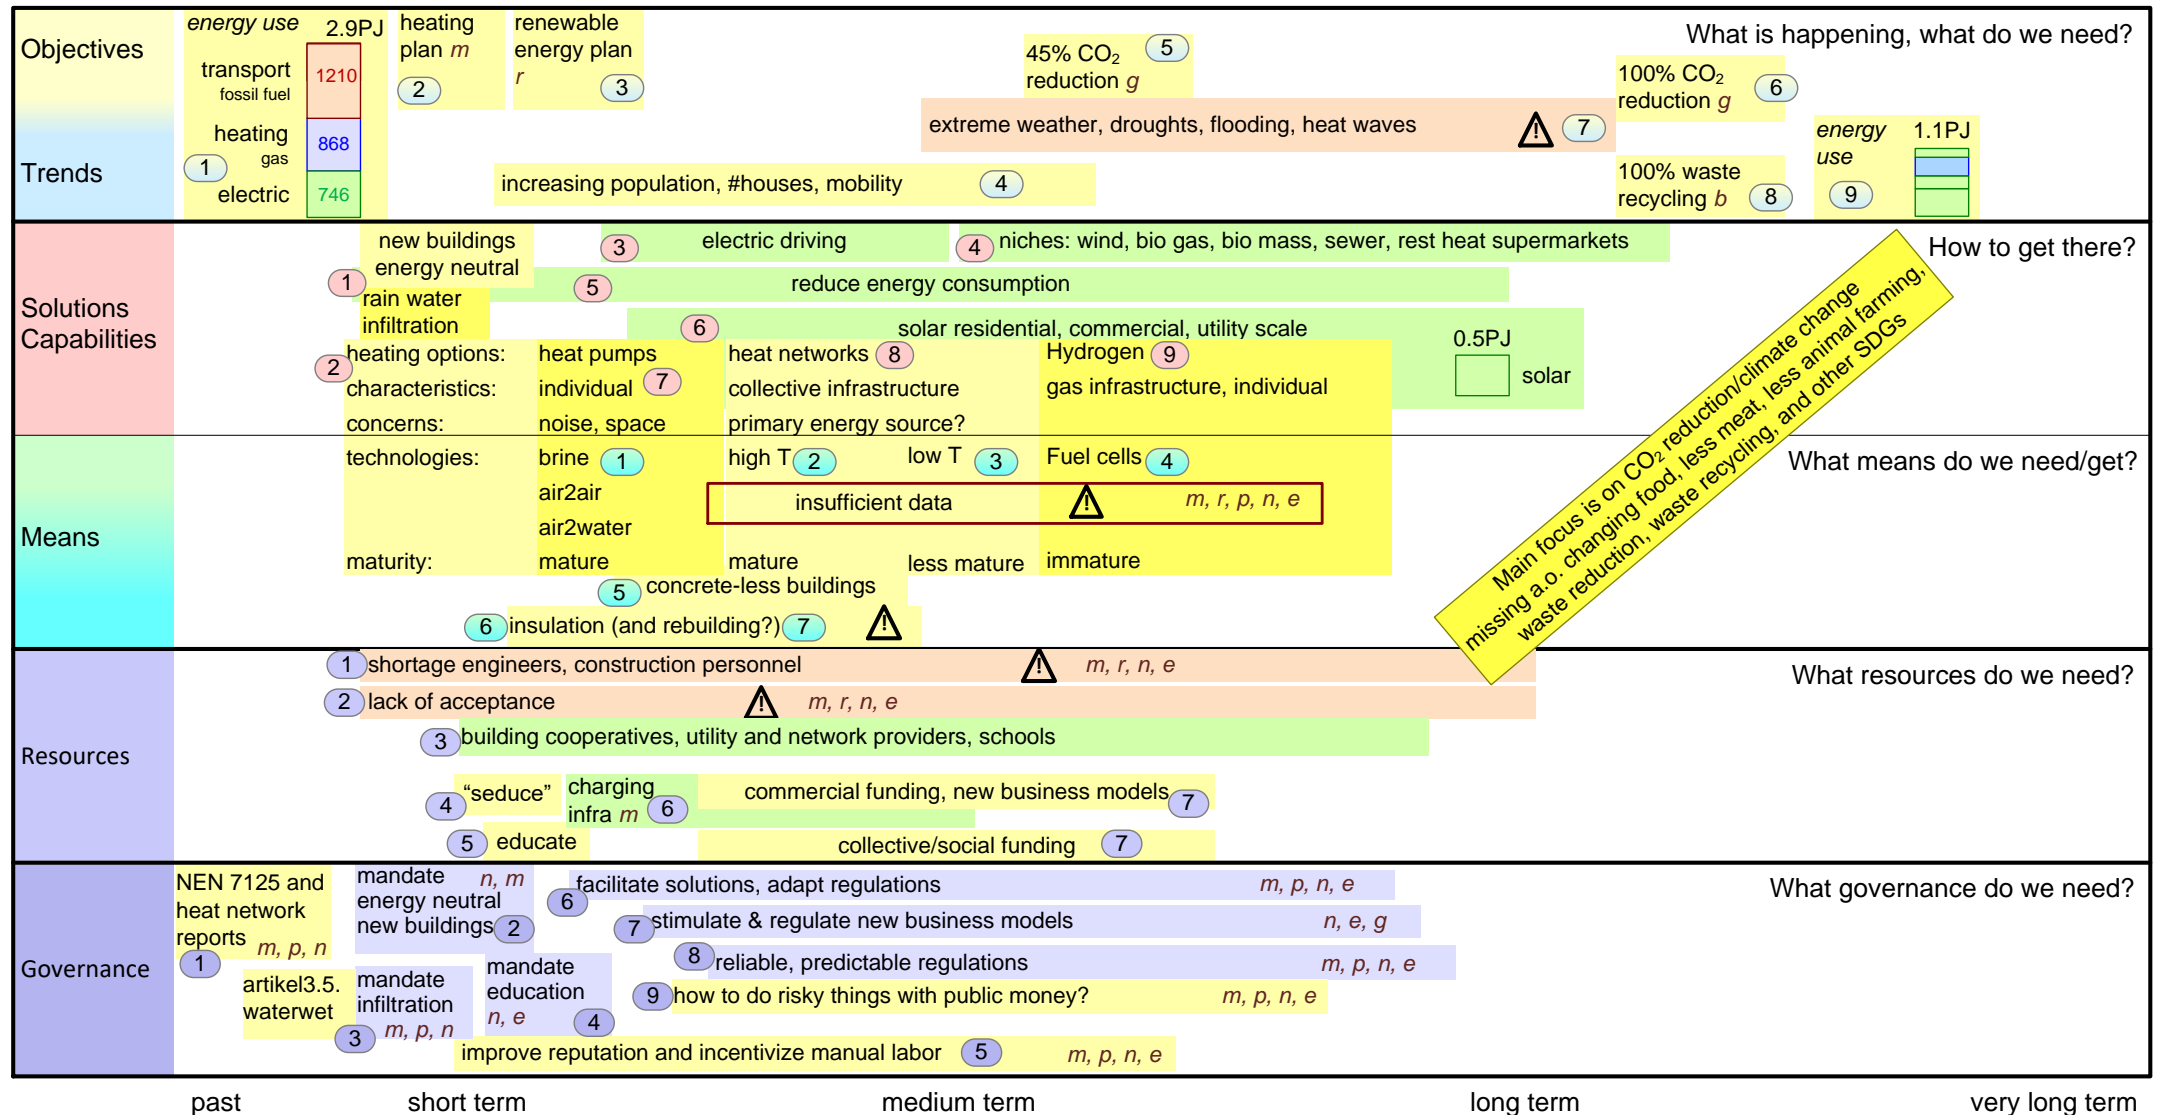 Objectives
Trends
energy use 2.9PJ
transport
fossil fuel
1210
heating
gas
868
electric
746
1
heating
plan m
2
renewable
energy plan
r
3
45% CO2
reduction g
5
What is happening, what do we need?
100% CO2
reduction g
6
extreme weather, droughts, flooding, heat waves
7
increasing population, #houses, mobility
4
100% waste
recycling b
8
energy
use
1.1PJ
9
Solutions
Capabilities
new buildings
energy neutral
1
rain water
infiltration
3
electric driving
4
niches: wind, bio gas, bio mass, sewer, rest heat supermarkets
How to get there?
5
reduce energy consumption
6
solar residential, commercial, utility scale
0.5PJ
solar
2
heating options:
heat pumps
heat networks
8
Hydrogen
9
characteristics:
individual
7
collective infrastructure
gas infrastructure, individual
concerns:
noise, space
primary energy source?
Main focus is on CO2 reduction/climate change
missing a.o. changing food, less meat, less animal farming,
waste reduction, waste recycling, and other SDGs
Means
What means do we need/get?
technologies:
brine
1
high T
2
low T
3
Fuel cells
4
air2air
insufficient data
!
m, r, p, n, e
air2water
maturity:
mature
mature
less mature
immature
5
concrete-less buildings
6
insulation (and rebuilding?)
7
Resources
What resources do we need?
1
shortage engineers, construction personnel
m, r, n, e
2
lack of acceptance
m, r, n, e
3
building cooperatives, utility and network providers, schools
4
“seduce”
charging
infra m
6
commercial funding, new business models
7
5
educate
collective/social funding
7
Governance
What governance do we need?
NEN 7125 and
heat network
reports m, p, n
1
mandate n, m
energy neutral
new buildings
2
6
facilitate solutions, adapt regulations
m, p, n, e
7
stimulate & regulate new business models
n, e, g
8
reliable, predictable regulations
m, p, n, e
artikel3.5.
waterwet
3
mandate
infiltration
m, p, n
mandate
education
n, e
4
9
how to do risky things with public money?
m, p, n, e
improve reputation and incentivize manual labor
5
m, p, n, e
past
short term
medium term
long term
very long term